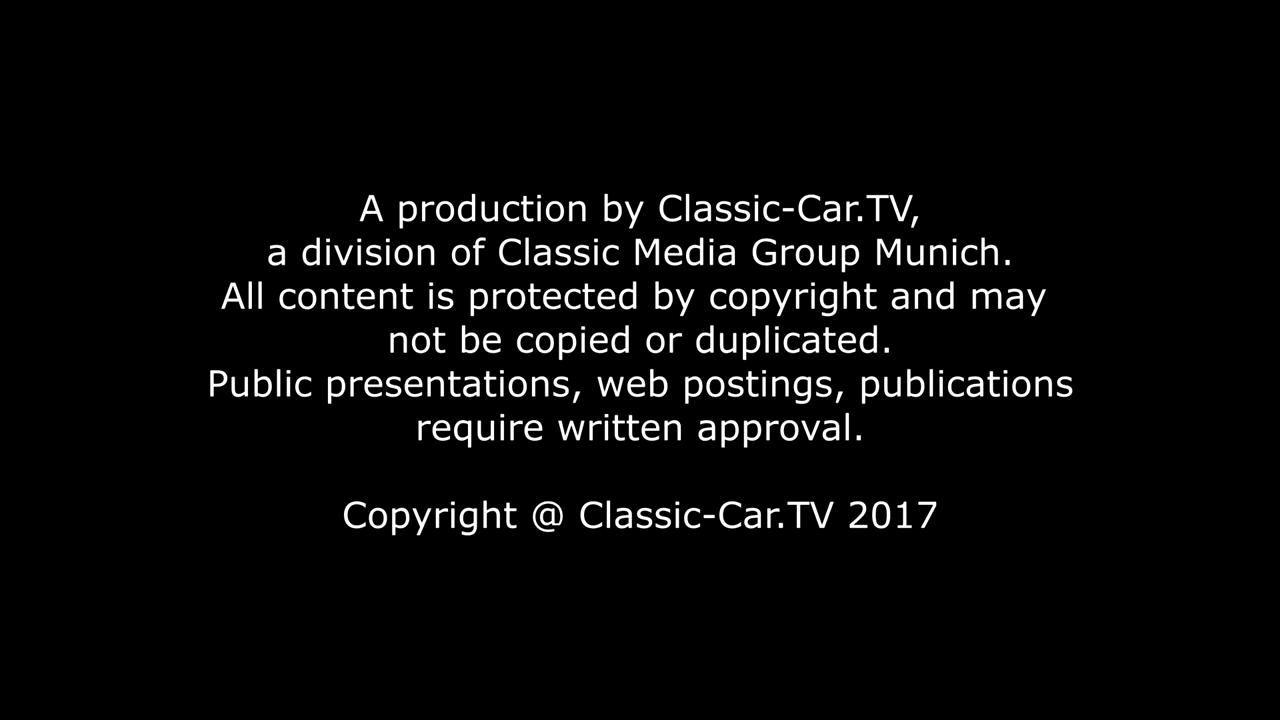 A production by Classic-Car.TV,
a division of Classic Media Group Munich.
All content is protected by copyright and may
not be copied or duplicated.
Public presentations, web postings, publications
require written approval.
Copyright @ Classic-Car.TV 2017